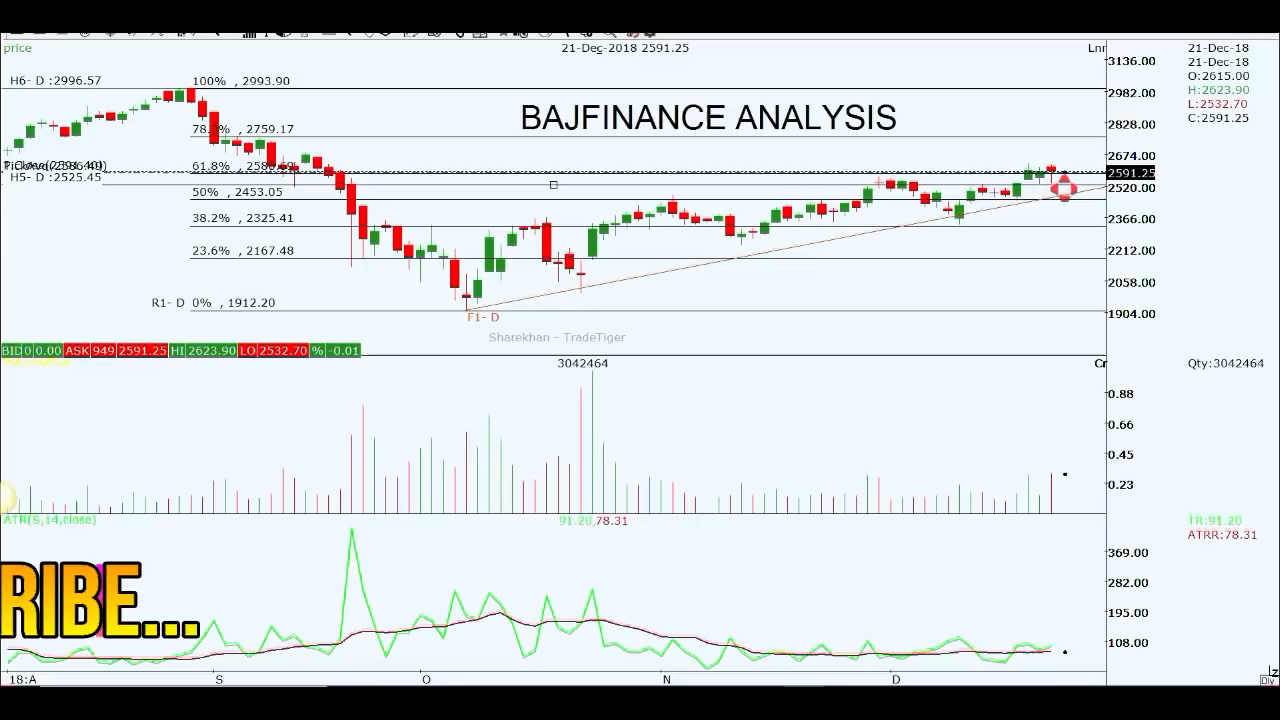 price
21-Dec-2018 2591.25
Lnr
21-Dec-18
21-Dec-18
O:2615.00
H:2623.90
L:2532.70
C:2591.25
3136.00
2982.00
2828.00
2674.00
2591.25
2520.00
2366.00
2212.00
2058.00
1904.00
H6- D :2996.57
100% , 2993.90
BAJFINANCE ANALYSIS
78.% , 2759.17
61.8% , 2580.69
H5- D :2525.45
50% , 2453.05
38.2% , 2325.41
23.6% , 2167.48
R1- D 0% , 1912.20
F1- D
Sharekhan - TradeTiger
BID 0 0.00 ASK 949 2591.25 HI 2623.90 LO 2532.70 % -0.01
3042464
Cr
Qty:3042464
0.88
0.66
0.45
0.23
ATR(S,14,close)
91.20,78.31
TR:91.20
ATRR:78.31
369.00
282.00
195.00
108.00
RIBE...
18:A S O N D
Div